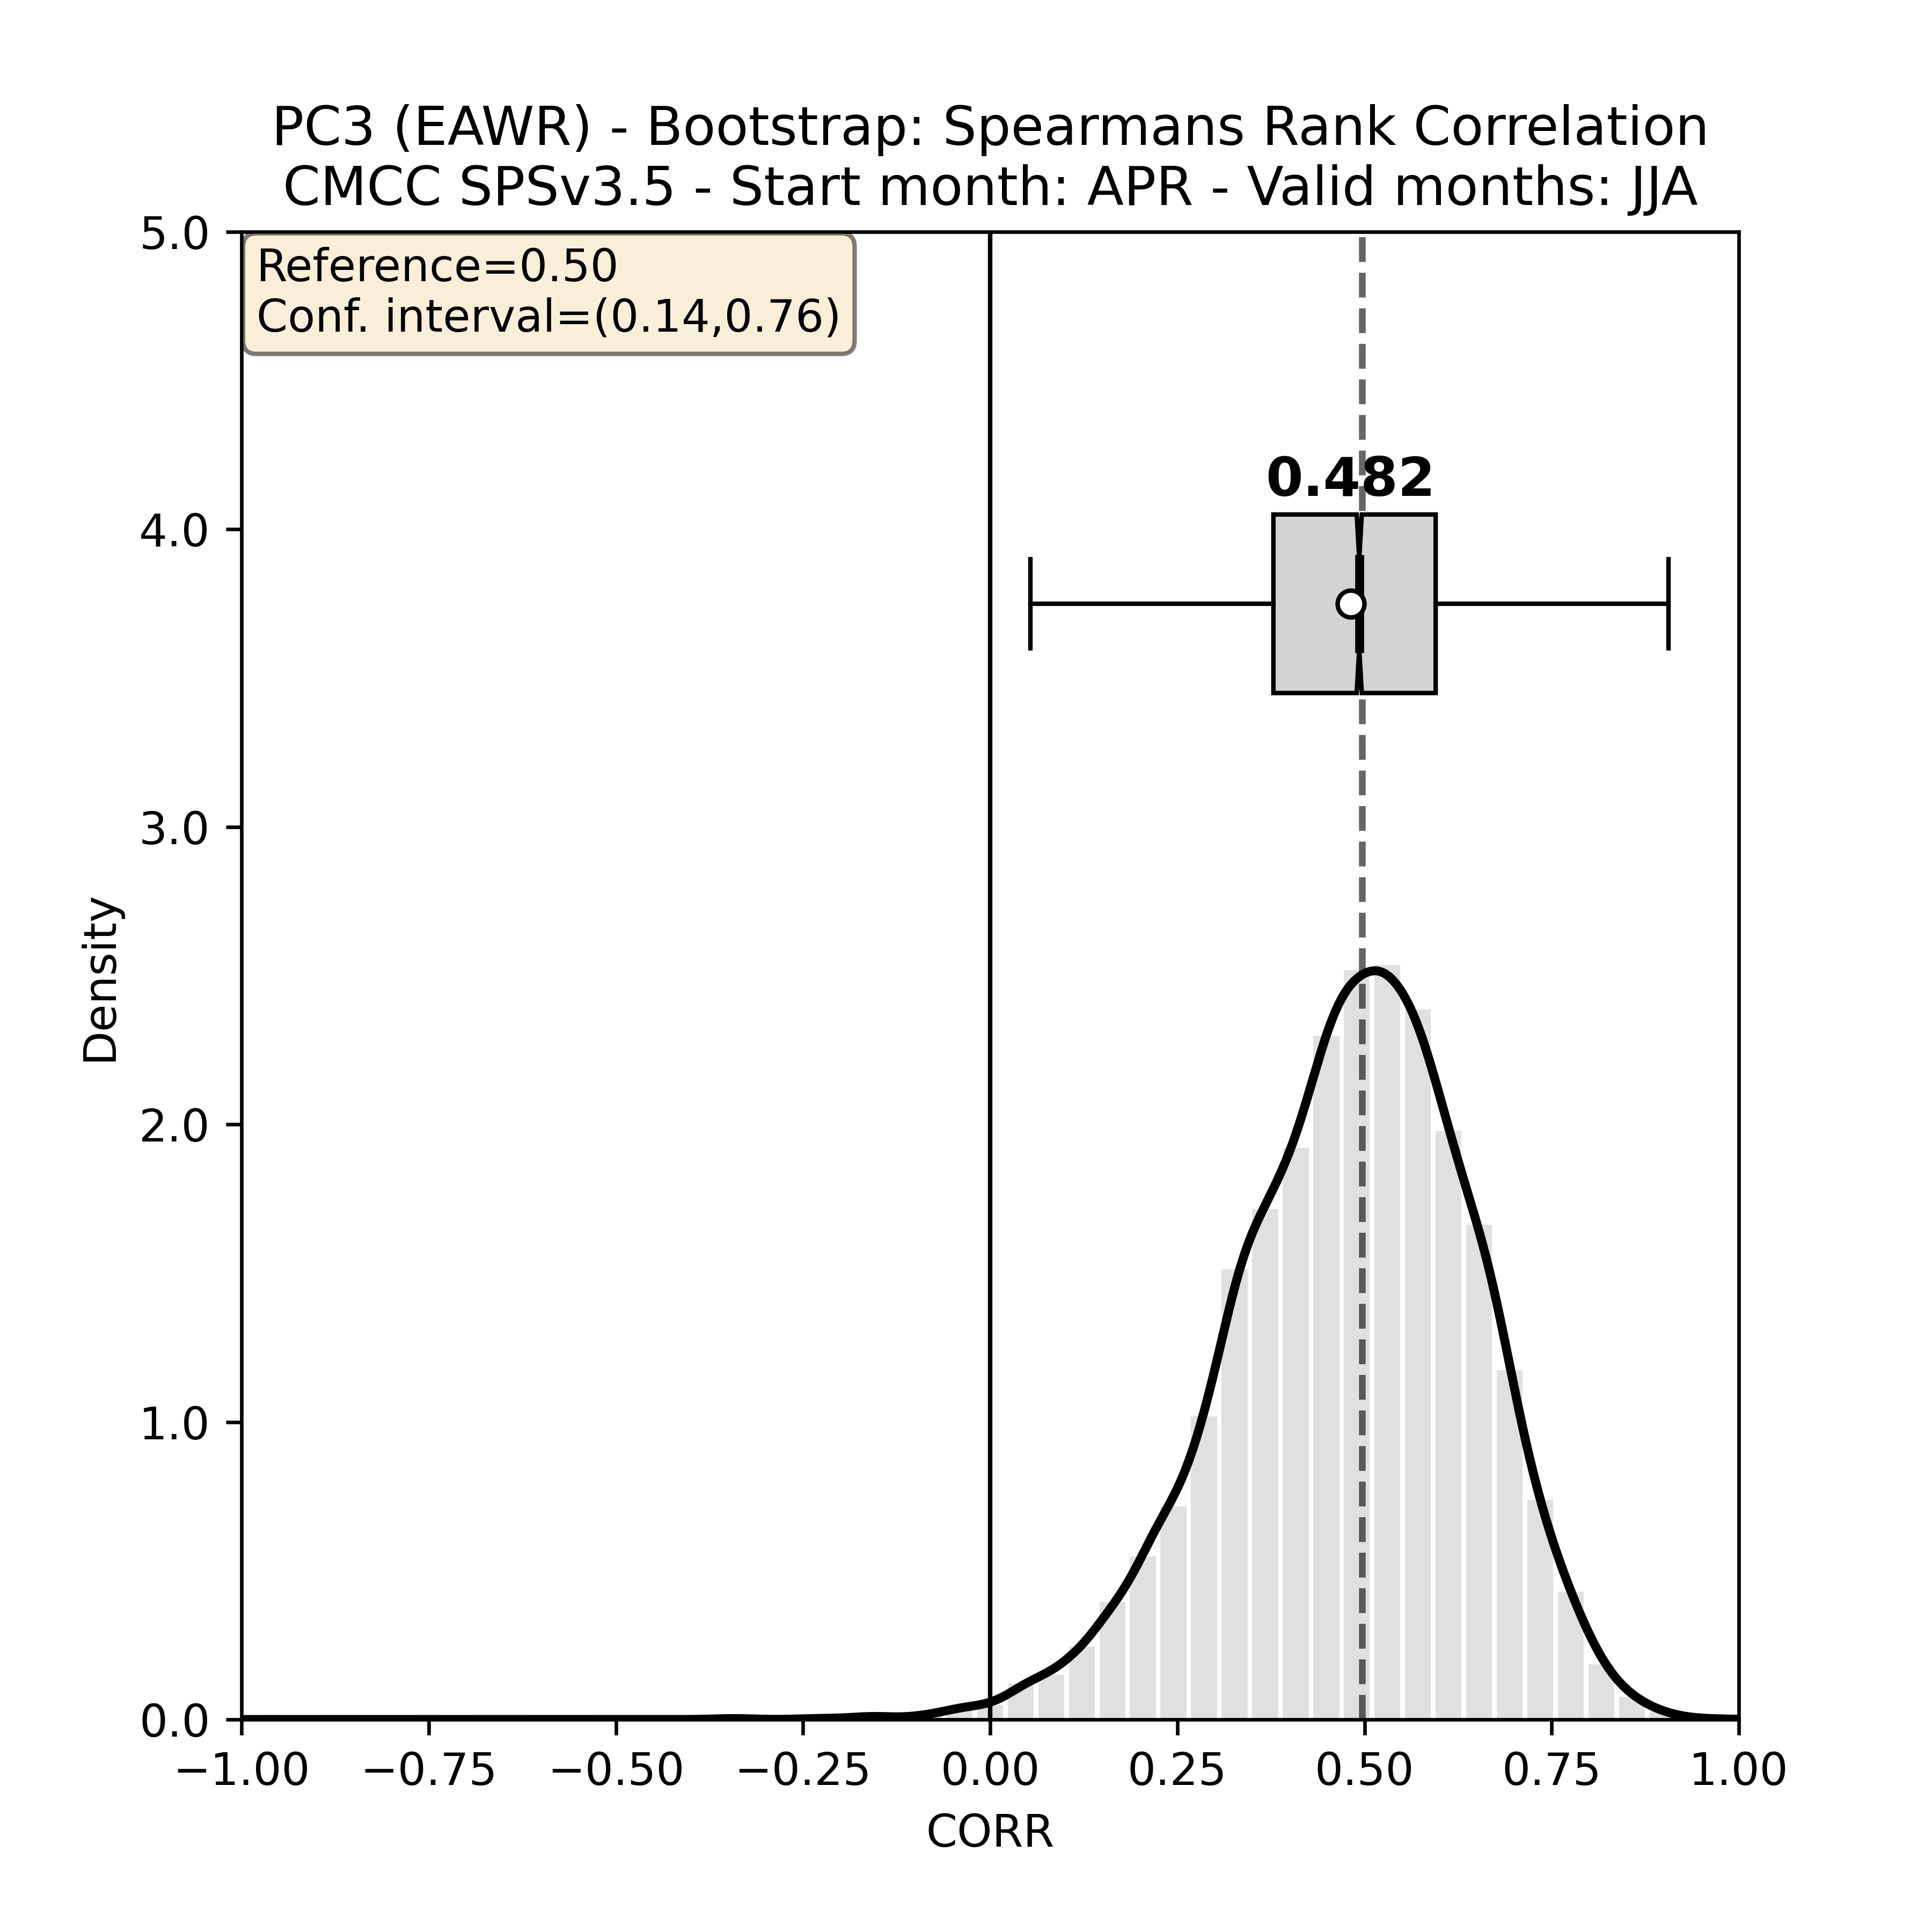 PC3 (EAWR) - Bootstrap: Spearmans Rank Correlation
CMCC SPSv3.5 - Start month: APR - Valid months: JJA
5.0
Reference=0.50
Conf. interval=(0.14,0.76)
0.482
4.0
3.0
Density
2.0
1.0
0.0
−1.00 −0.75 −0.50 −0.25 0.00 0.25 0.50 0.75 1.00
CORR